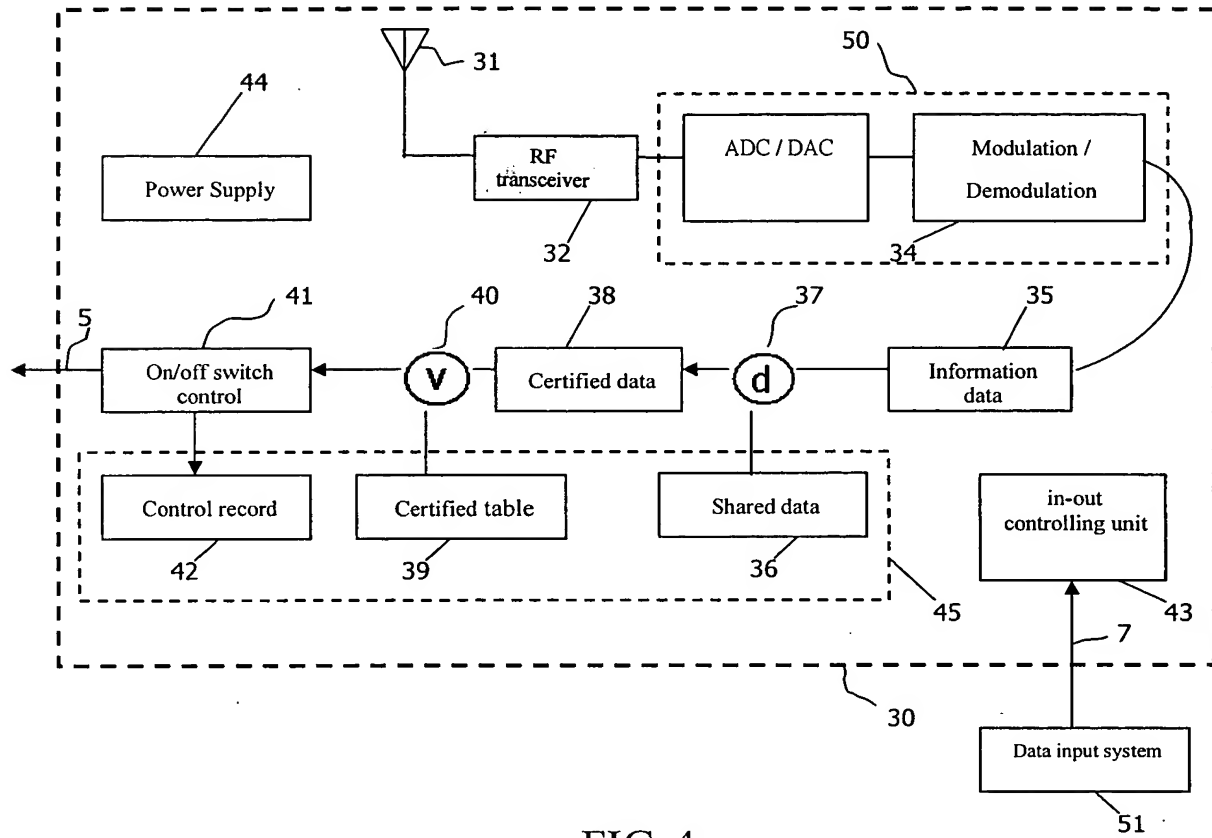 31
50
44
RF
transceiver
ADC / DAC
Modulation /
Demodulation
Power Supply
32
34
5
41
40
38
37
35
On/off switch
control
V
Certified data
d
Information
data
Control record
Certified table
Shared data
in-out
controlling unit
42
39
36
45
43
7
30
Data input system
51
FIG. 4